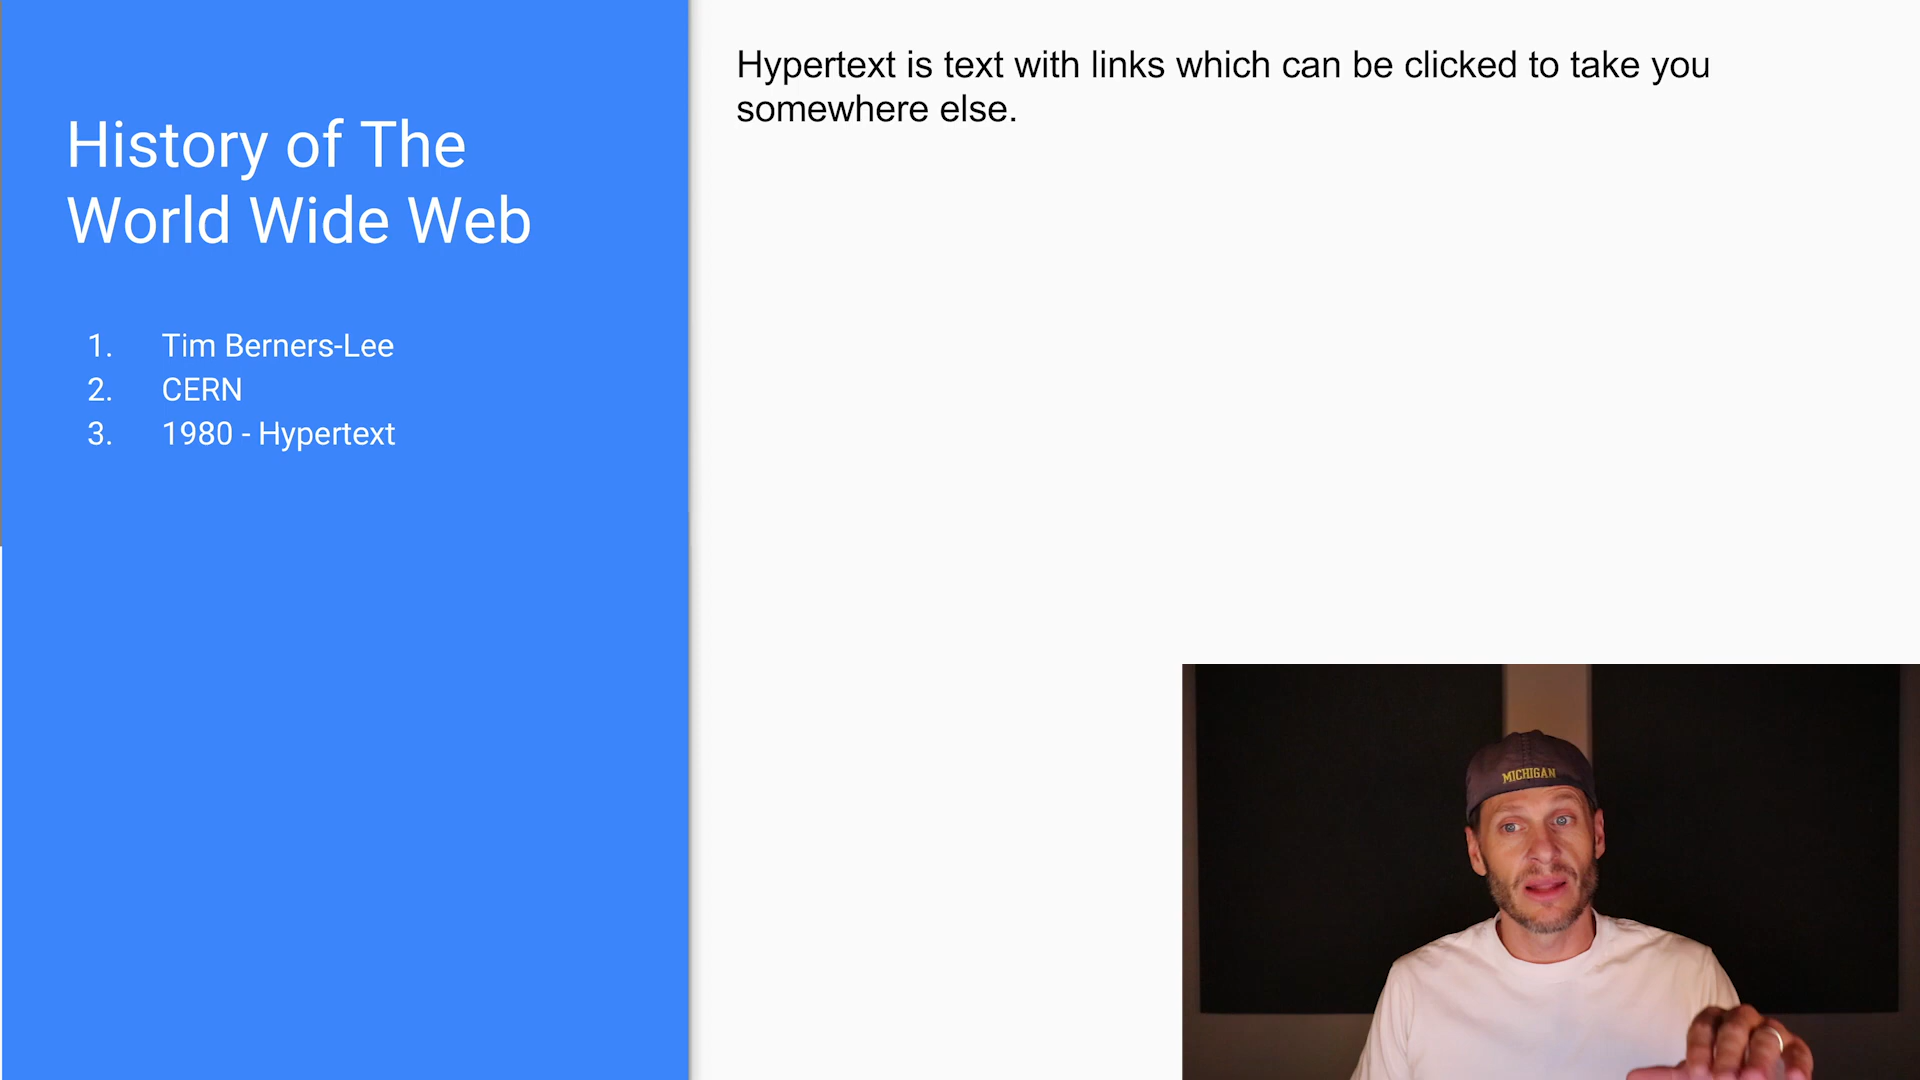 History of The
World Wide Web
1. Tim Berners-Lee
2. CERN
3. 1980 - Hypertext
Hypertext is text with links which can be clicked to take you
somewhere else.
MICHIGAN